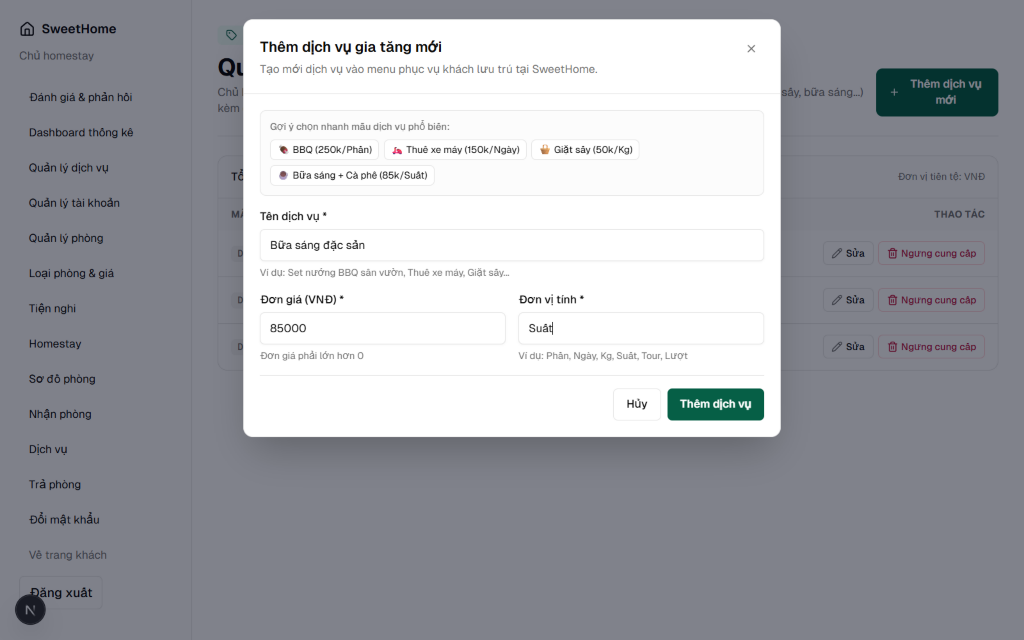 SweetHome
Chủ homestay
Đánh giá & phản hồi
Dashboard thống kê
Quản lý dịch vụ
Quản lý tài khoản
Quản lý phòng
Loại phòng & giá
Tiện nghi
Homestay
Sơ đồ phòng
Nhận phòng
Dịch vụ
Trả phòng
Đổi mật khẩu
Về trang khách
Đăng xuất
N
sấy, bữa sáng...)
kèm
+ Thêm dịch vụ
mới
Đơn vị tiền tệ: VNĐ
THAO TÁC
Sửa Ngưng cung cấp
Sửa Ngưng cung cấp
Sửa Ngưng cung cấp
Thêm dịch vụ gia tăng mới
Tạo mới dịch vụ vào menu phục vụ khách lưu trú tại SweetHome.
Gợi ý chọn nhanh mẫu dịch vụ phổ biến:
BBQ (250k/Phần) Thuê xe máy (150k/Ngày) Giặt sấy (50k/Kg)
Bữa sáng + Cà phê (85k/Suất)
Tên dịch vụ *
Bữa sáng đặc sản
Ví dụ: Set nướng BBQ sân vườn, Thuê xe máy, Giặt sấy...
Đơn giá (VNĐ) * Đơn vị tính *
85000 Suất
Đơn giá phải lớn hơn 0 Ví dụ: Phần, Ngày, Kg, Suất, Tour, Lượt
Hủy Thêm dịch vụ